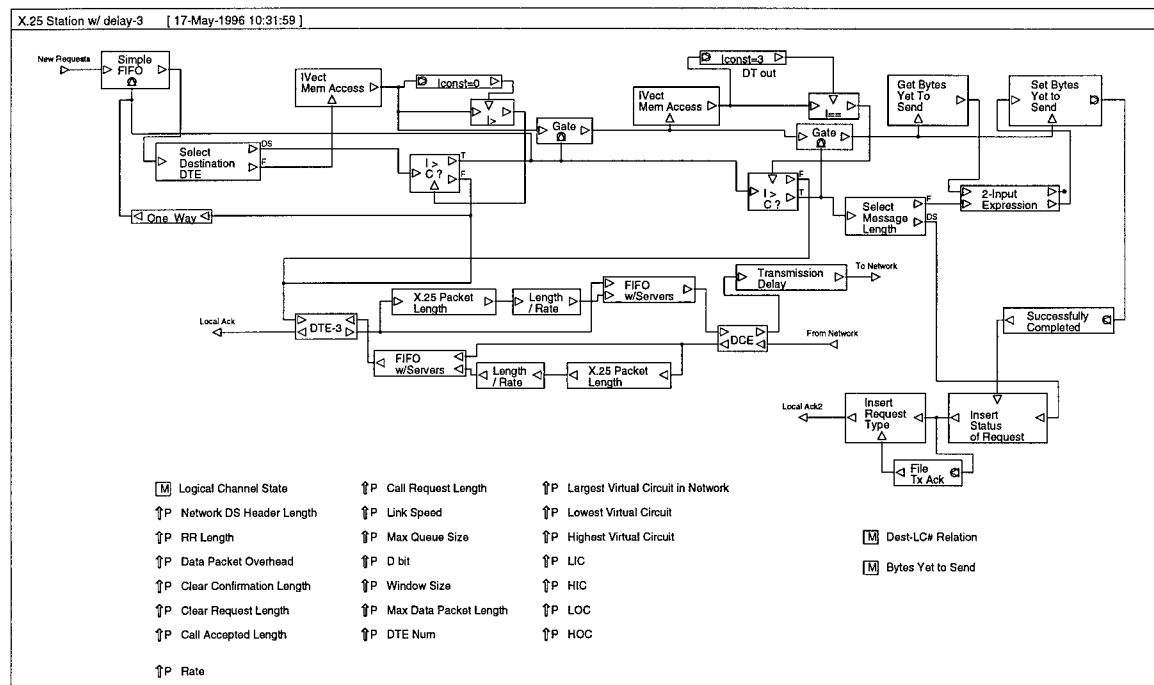 X.25 Station w/ delay-3 [ 17-May-1996 10:31:59 ]
New Requests
Simple
FIFO
IVect
Mem Access
Iconst=0
I>
Iconst=3
DT out
IVect
Mem Access
I==
Get Bytes
Yet To
Send
Set Bytes
Yet to
Send
Gate
Gate
Select
Destination
DTE
DS
F
I >
C ?
T
F
I >
C ?
F
T
One Way
Select
Message
Length
F
DS
2-Input
Expression
Transmission
Delay
To Network
X.25 Packet
Length
Length
/ Rate
FIFO
w/Servers
Local Ack
DTE-3
DCE
From Network
Successfully
Completed
FIFO
w/Servers
Length
/ Rate
X.25 Packet
Length
Local Ack2
Insert
Request
Type
Insert
Status
of Request
File
Tx Ack
M Logical Channel State
P Network DS Header Length
P RR Length
P Data Packet Overhead
P Clear Confirmation Length
P Clear Request Length
P Call Accepted Length
P Rate
P Call Request Length
P Link Speed
P Max Queue Size
P D bit
P Window Size
P Max Data Packet Length
P DTE Num
P Largest Virtual Circuit in Network
P Lowest Virtual Circuit
P Highest Virtual Circuit
P LIC
P HIC
P LOC
P HOC
M Dest-LC# Relation
M Bytes Yet to Send